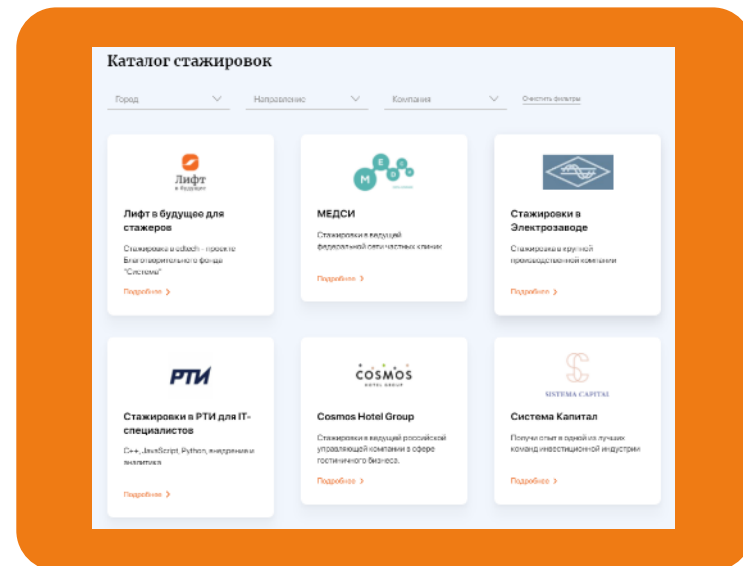 Каталог стажировок
Город
Направление
Компания
Очистить фильтры
Лифт
в будущее
Лифт в будущее для
стажеров
Стажировка в edtech - проекте
Благотворительного фонда
"Система"
Подробнее
МЕДСИ
МЕДСИ
Стажировки в ведущей
федеральной сети частных клиник
Подробнее
Стажировки в
Электрозаводе
Стажировка в крупной
производственной компании
Подробнее
РТИ
Стажировки в РТИ для IT-
специалистов
C++, JavaScript, Python, внедрение и
аналитика
Подробнее
COSMOS
HOTEL GROUP
Cosmos Hotel Group
Стажировки в ведущей российской
управляющей компании в сфере
гостиничного бизнеса.
Подробнее
SISTEMA CAPITAL
Система Капитал
Получи опыт в одной из лучших
команд инвестиционной индустрии
Подробнее